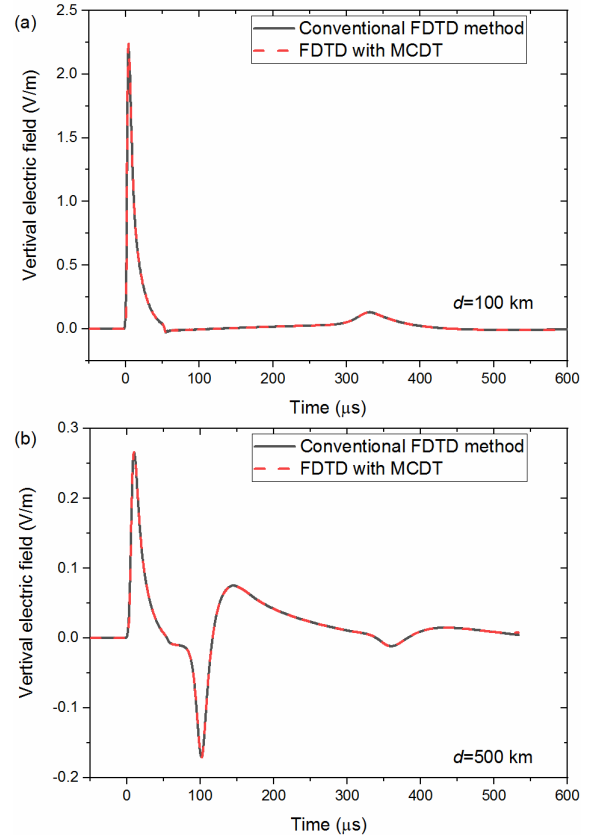 (a)
Conventional FDTD method
FDTD with MCDT
2.5
2.0
1.5
1.0
0.5
0.0
Vertival electric field (V/m)
d=100 km
0 100 200 300 400 500 600
Time (μs)
(b)
Conventional FDTD method
FDTD with MCDT
0.3
0.2
0.1
0.0
-0.1
-0.2
Vertival electric field (V/m)
d=500 km
0 100 200 300 400 500 600
Time (μs)